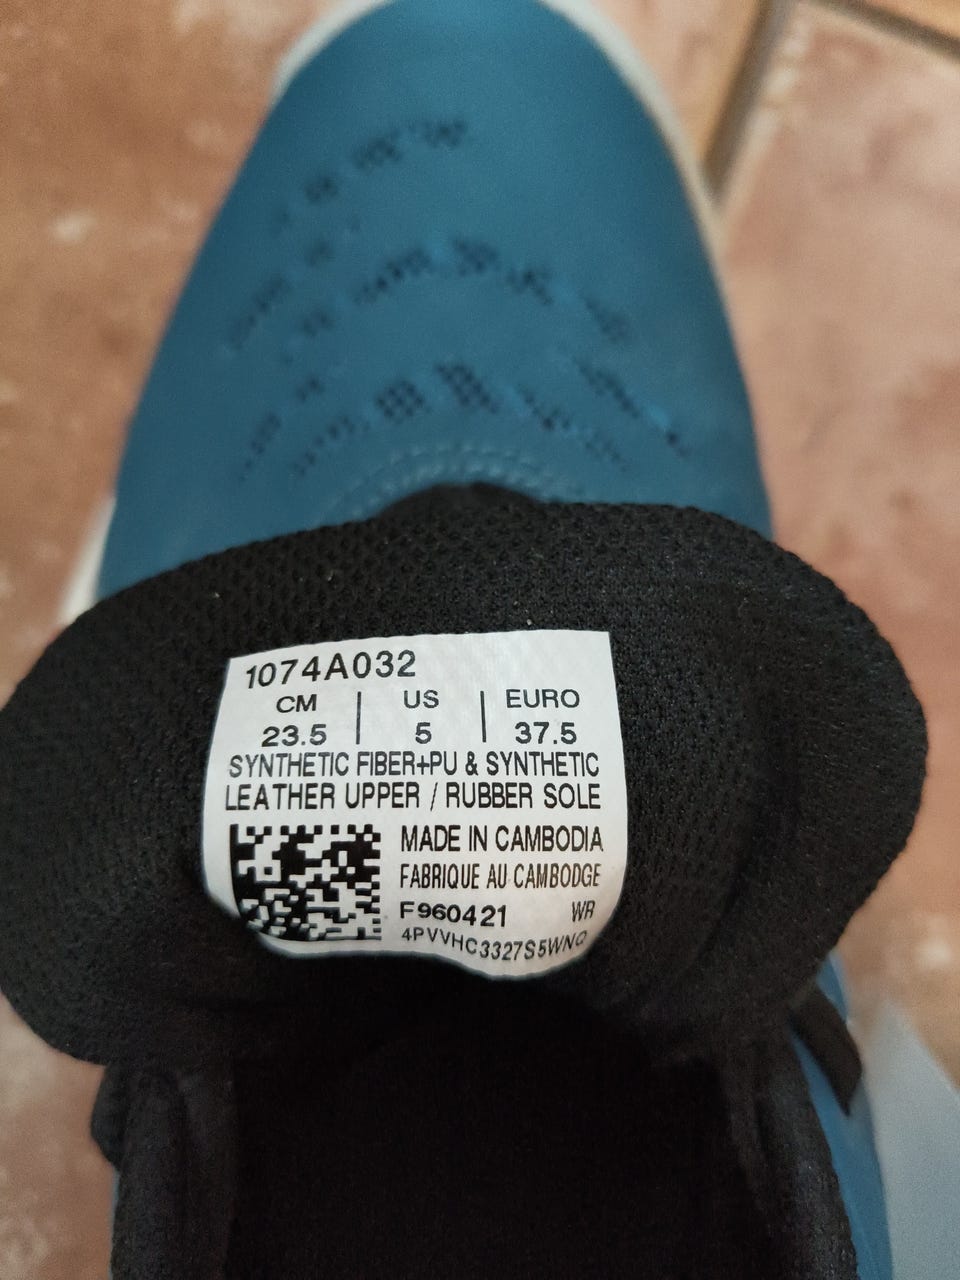 1074A032
CM | US | EURO
23.5 | 5 | 37.5
SYNTHETIC FIBER+PU & SYNTHETIC
LEATHER UPPER / RUBBER SOLE
MADE IN CAMBODIA
FABRIQUE AU CAMBODGE
F960421 WR
4PVVHC3327S5WNQ